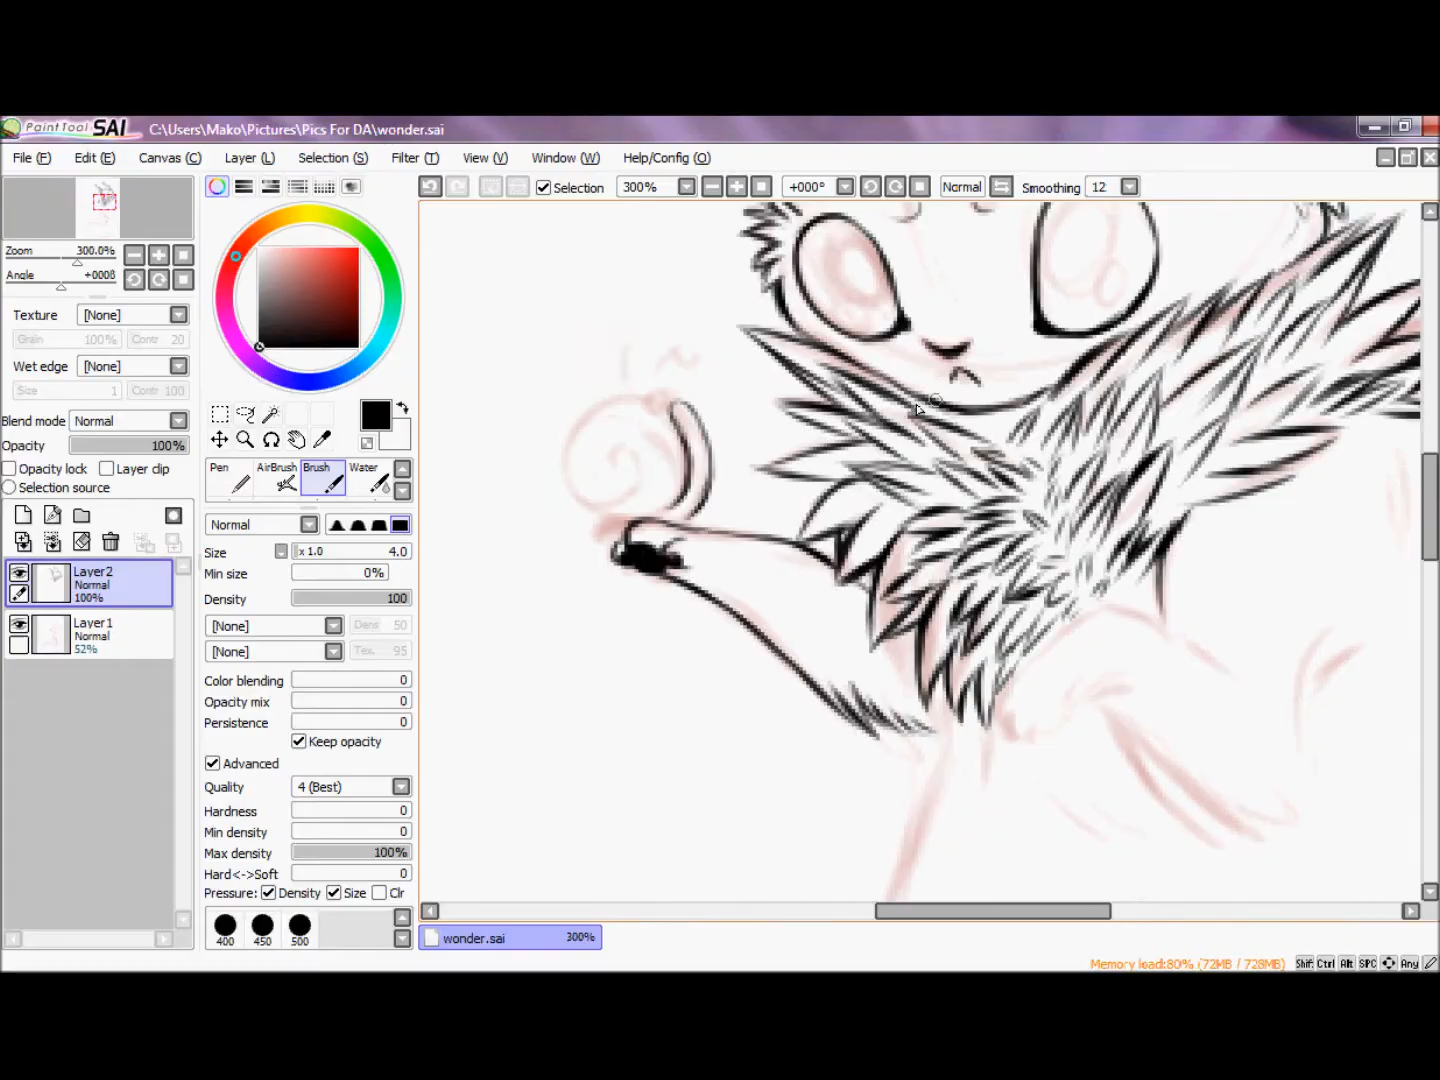 PaintTool SAI C:\Users\Mako\Pictures\Pics For DA\wonder.sai
File (F) Edit (E) Canvas (C) Layer (L) Selection (S) Filter (T) View (V) Window (W) Help/Config (O)
Selection 300% +000° Normal Smoothing 12
Zoom 300.0%
Angle +000ß
Texture [None]
Grain 100% Contr 20
Wet edge [None]
Size 1 Contr 100
Blend mode Normal
Opacity 100%
Opacity lock Layer clip
Selection source
Layer2
Normal
100%
Layer1
Normal
52%
Pen AirBrush Brush Water
Normal
Size x 1.0 4.0
Min size 0%
Density 100
[None] Dens 50
[None] Tex. 95
Color blending 0
Opacity mix 0
Persistence 0
Keep opacity
Advanced
Quality 4 (Best)
Hardness 0
Min density 0
Max density 100%
Hard<->Soft 0
Pressure: Density Size Clr
400 450 500
wonder.sai 300%
Memory load:80% (72MB / 728MB) Shift Ctrl Alt SPC Any